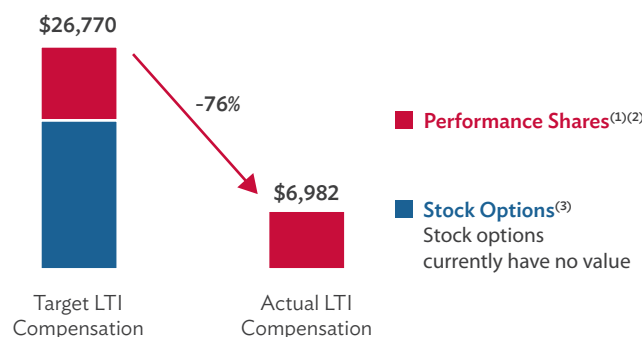 $26,770
-76%
Performance Shares(1)(2)
$6,982
Stock Options(3)
Stock options
currently have no value
Target LTI
Compensation
Actual LTI
Compensation